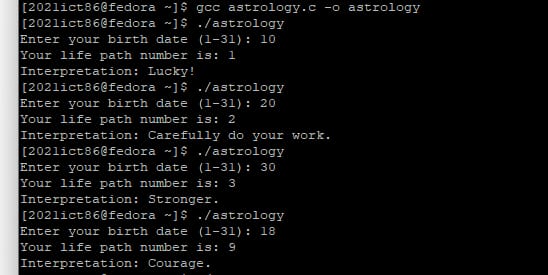 [2021ict86@fedora ~]$ gcc astrology.c -o astrology
[2021ict86@fedora ~]$ ./astrology
Enter your birth date (1-31): 10
Your life path number is: 1
Interpretation: Lucky!
[2021ict86@fedora ~]$ ./astrology
Enter your birth date (1-31): 20
Your life path number is: 2
Interpretation: Carefully do your work.
[2021ict86@fedora ~]$ ./astrology
Enter your birth date (1-31): 30
Your life path number is: 3
Interpretation: Stronger.
[2021ict86@fedora ~]$ ./astrology
Enter your birth date (1-31): 18
Your life path number is: 9
Interpretation: Courage.